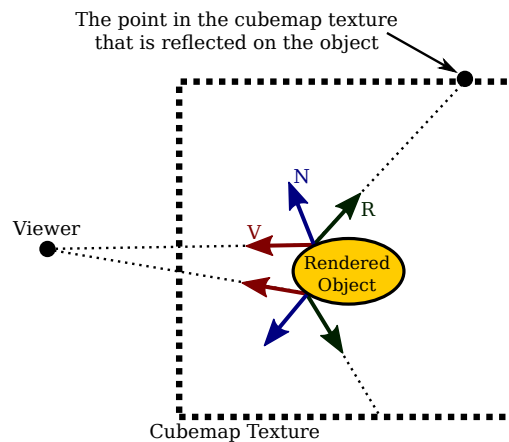 The point in the cubemap texture
that is reflected on the object
N
R
V
Viewer
Rendered
Object
Cubemap Texture